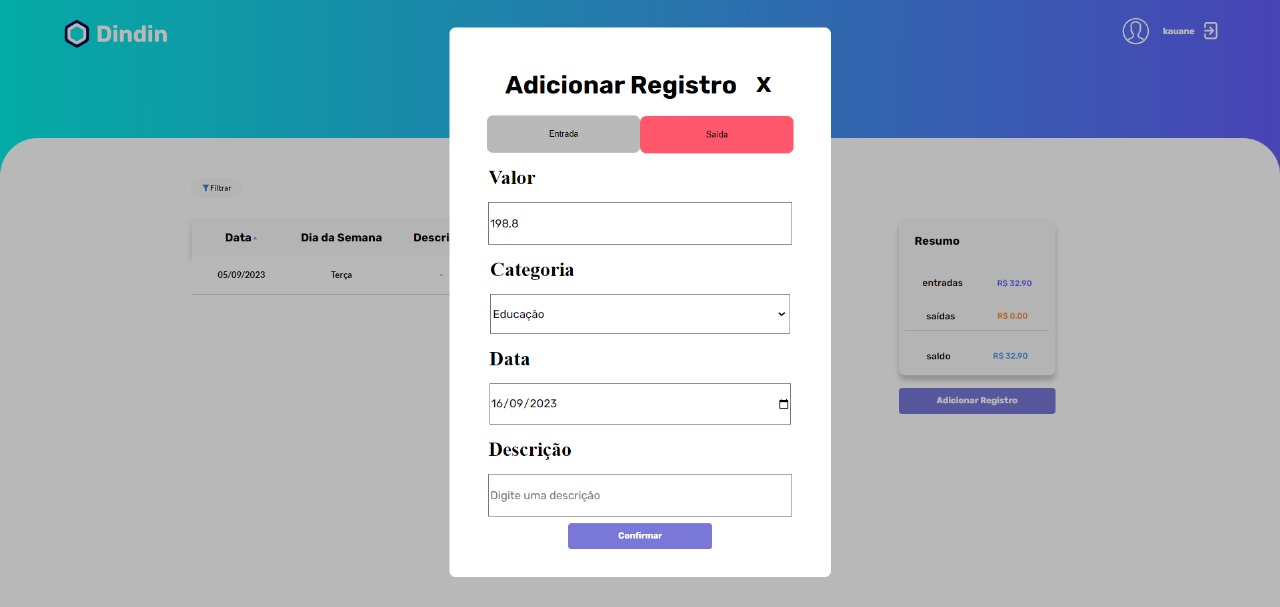 Dindin
kauane
Adicionar Registro X
Entrada
Saída
Valor
198,8
Categoria
Educação
Data
16/09/2023
Descrição
Digite uma descrição
Confirmar
Filtrar
Data Dia da Semana Descri
05/09/2023 Terça -
Resumo
entradas R$ 32.90
saídas R$ 0.00
saldo R$ 32.90
Adicionar Registro